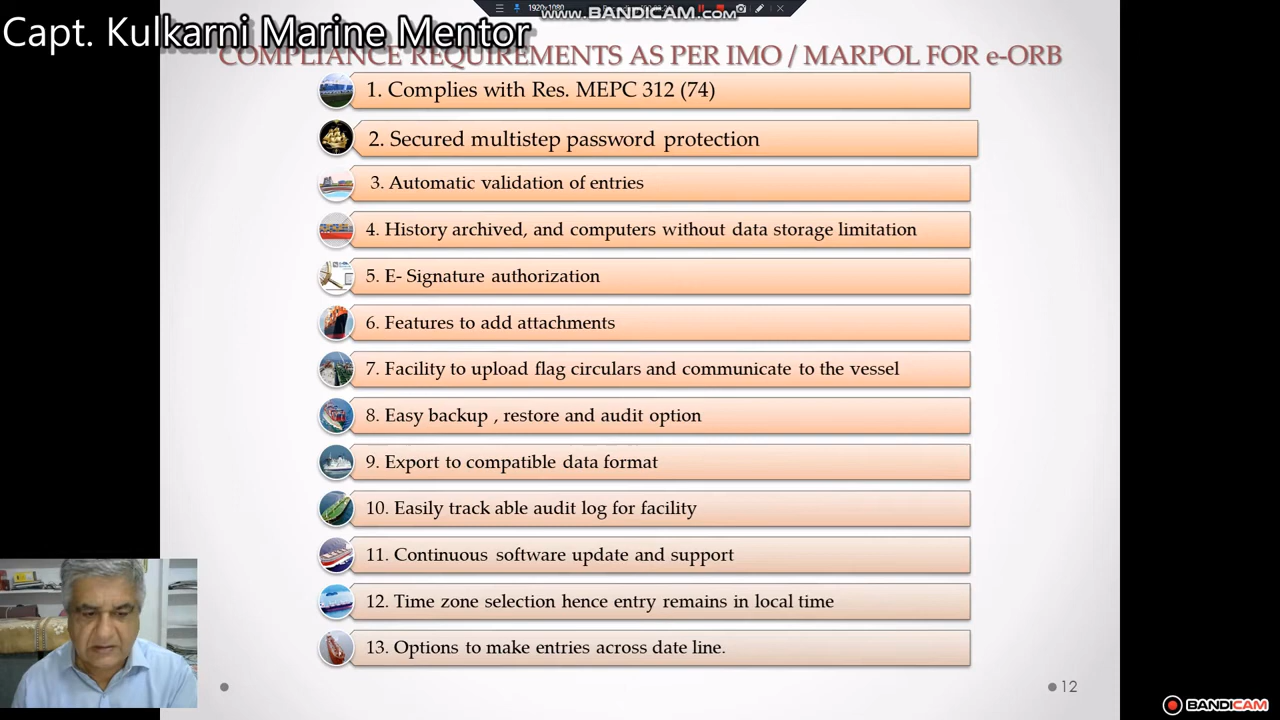 1920x1080
www.BANDICAM.com
Capt. Kulkarni Marine Mentor
COMPLIANCE REQUIREMENTS AS PER IMO / MARPOL FOR e-ORB
1. Complies with Res. MEPC 312 (74)
2. Secured multistep password protection
3. Automatic validation of entries
4. History archived, and computers without data storage limitation
5. E- Signature authorization
6. Features to add attachments
7. Facility to upload flag circulars and communicate to the vessel
8. Easy backup , restore and audit option
9. Export to compatible data format
10. Easily track able audit log for facility
11. Continuous software update and support
12. Time zone selection hence entry remains in local time
13. Options to make entries across date line.
12
BANDICAM